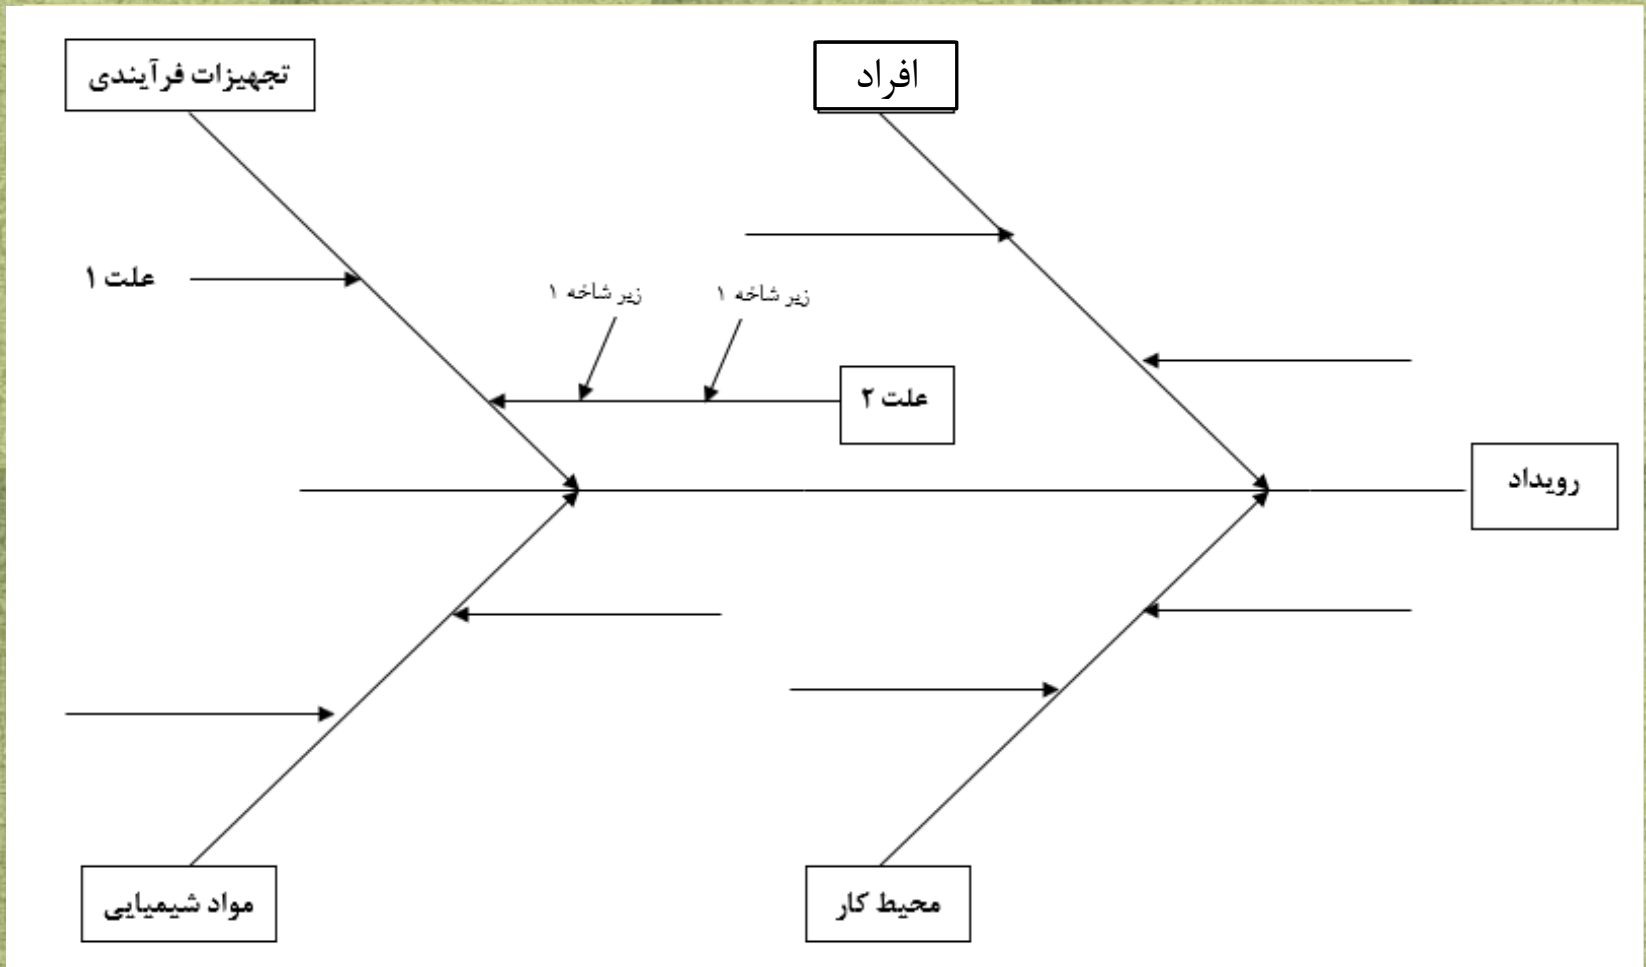 افراد
تجهیزات فرآیندی
علت ۱
زیر شاخه ۱
زیر شاخه ۱
علت ۲
رویداد
محیط کار
مواد شیمیایی